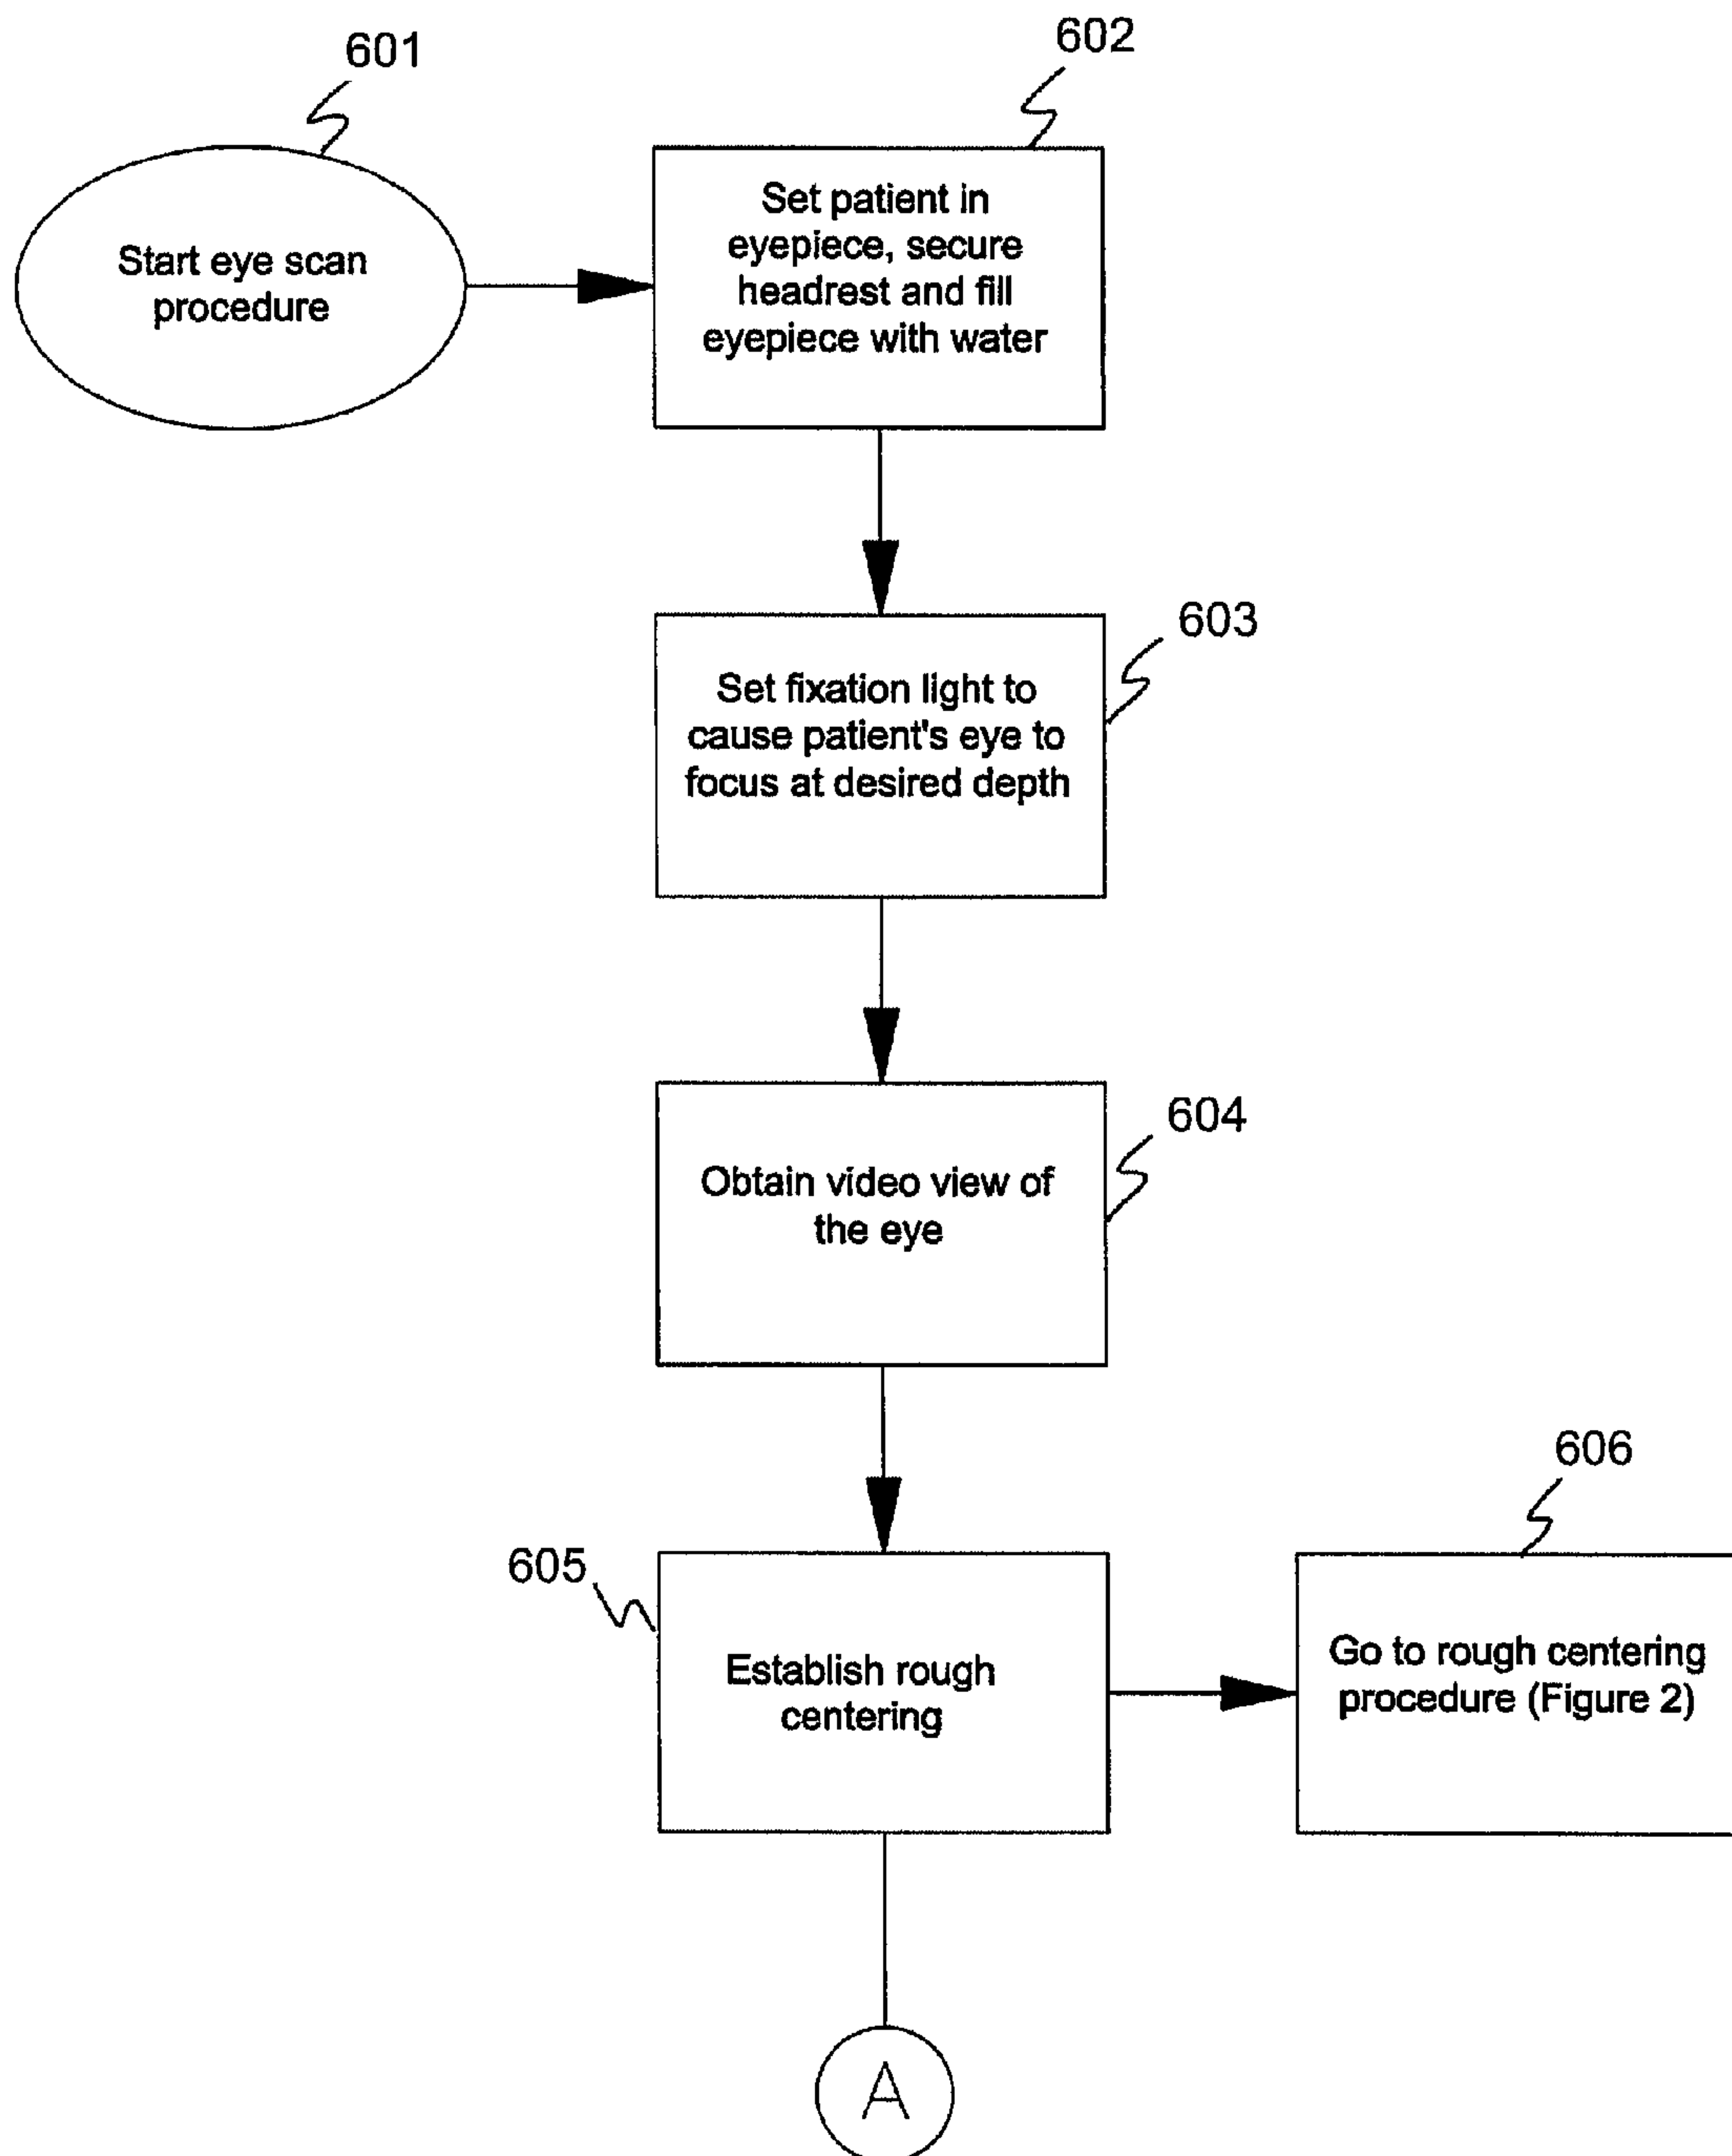 601
602
Start eye scan
procedure
Set patient in
eyepiece, secure
headrest and fill
eyepiece with water
603
Set fixation light to
cause patient's eye to
focus at desired depth
604
Obtain video view of
the eye
605
606
Establish rough
centering
Go to rough centering
procedure (Figure 2)
A